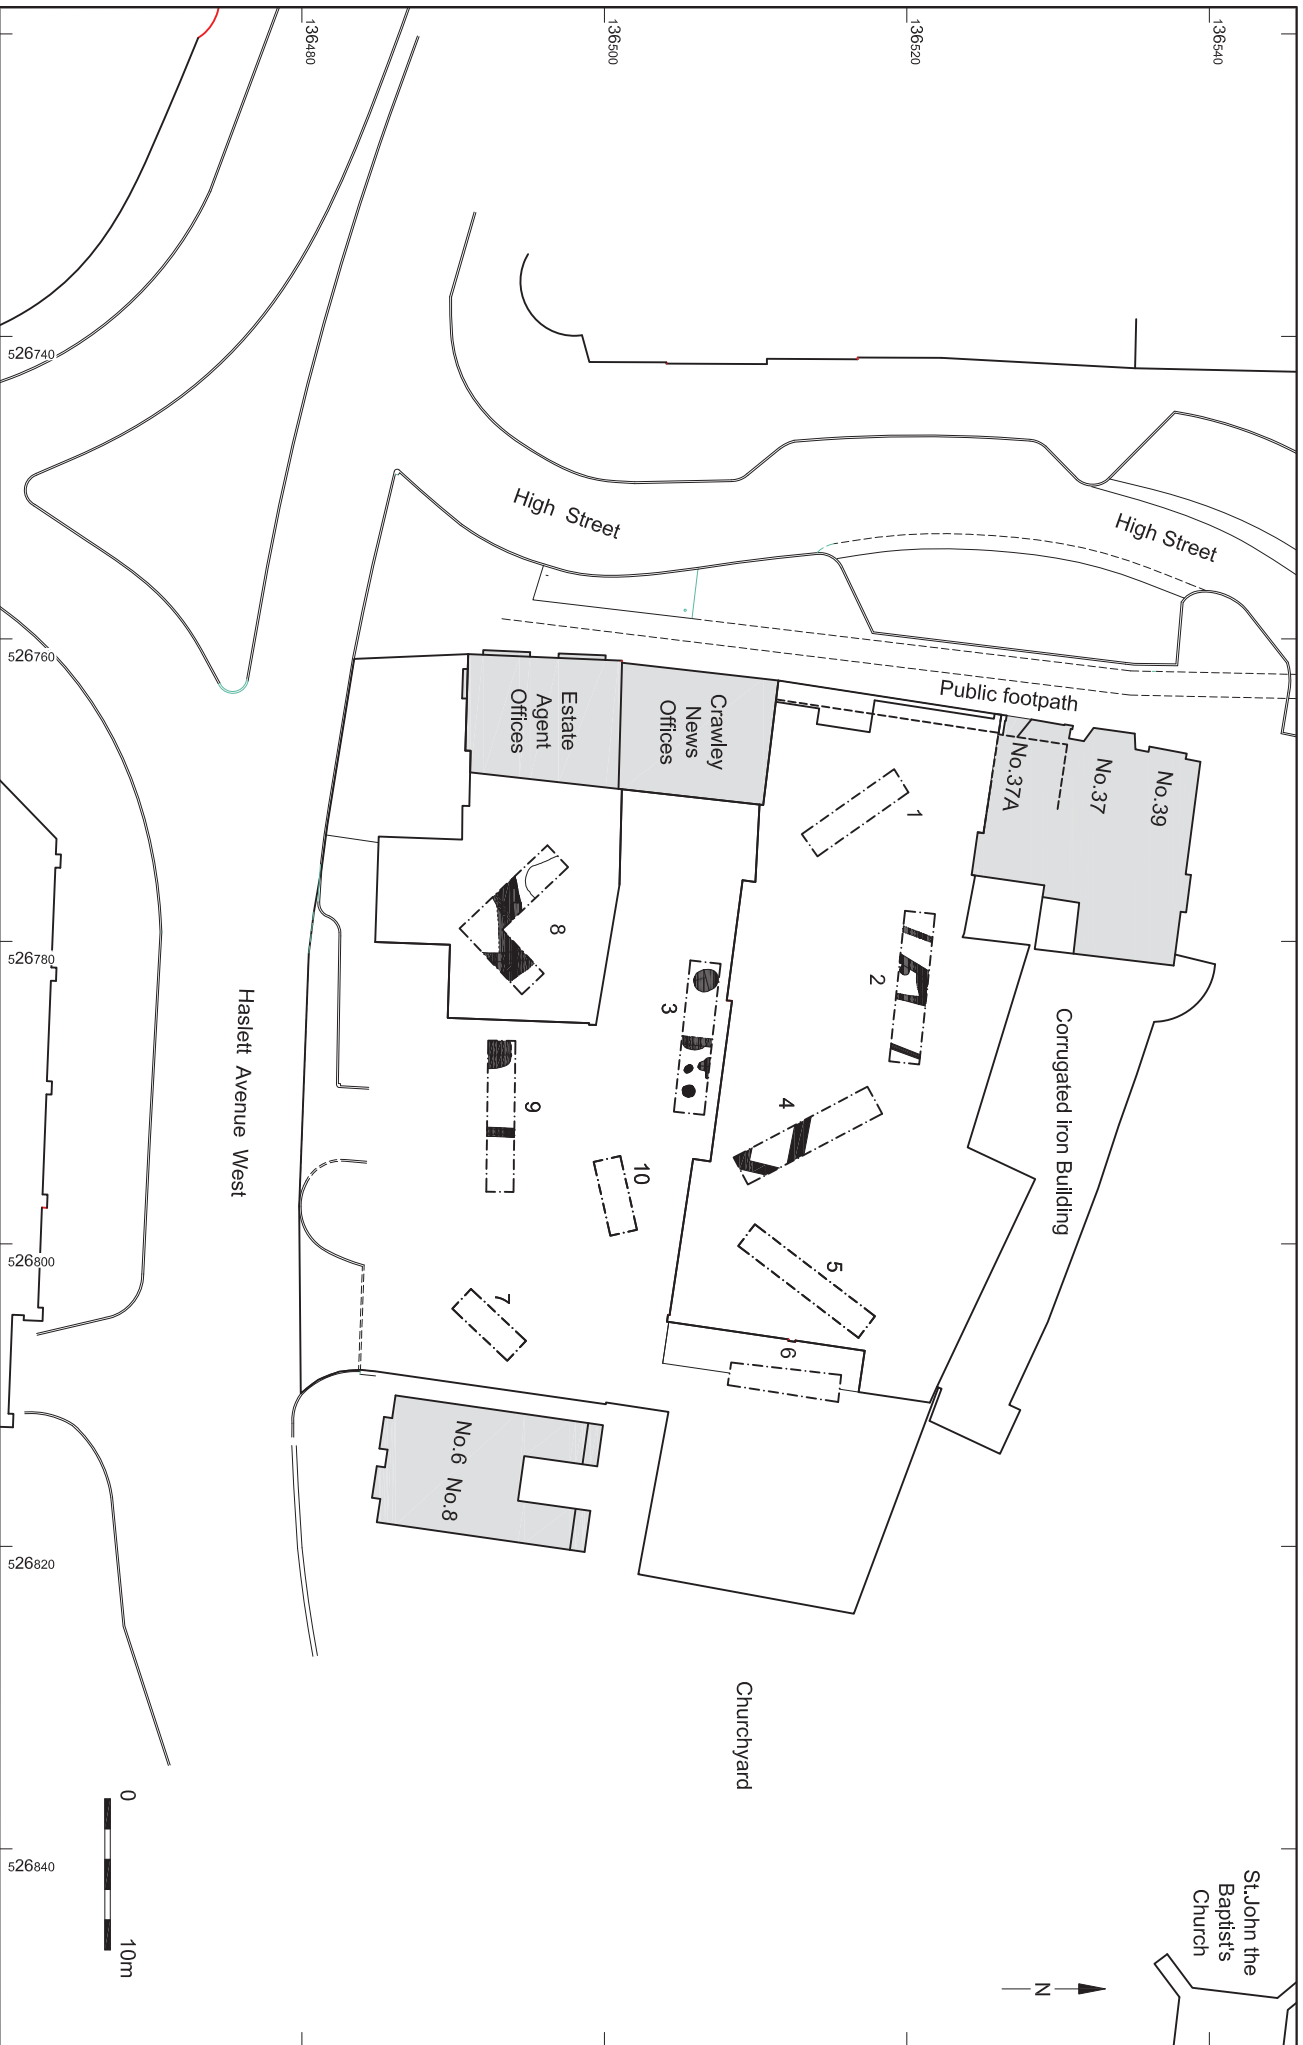 136480
136500
136520
136540
526740
526760
526780
526800
526820
526840
High Street
High Street
Public footpath
Estate
Agent
Offices
Crawley
News
Offices
No.37A
No.37
No.39
1
2
3
4
5
6
7
8
9
10
Corrugated iron Building
Haslett Avenue West
No.6 No.8
Churchyard
St.John the
Baptist's
Church
N
0 10m